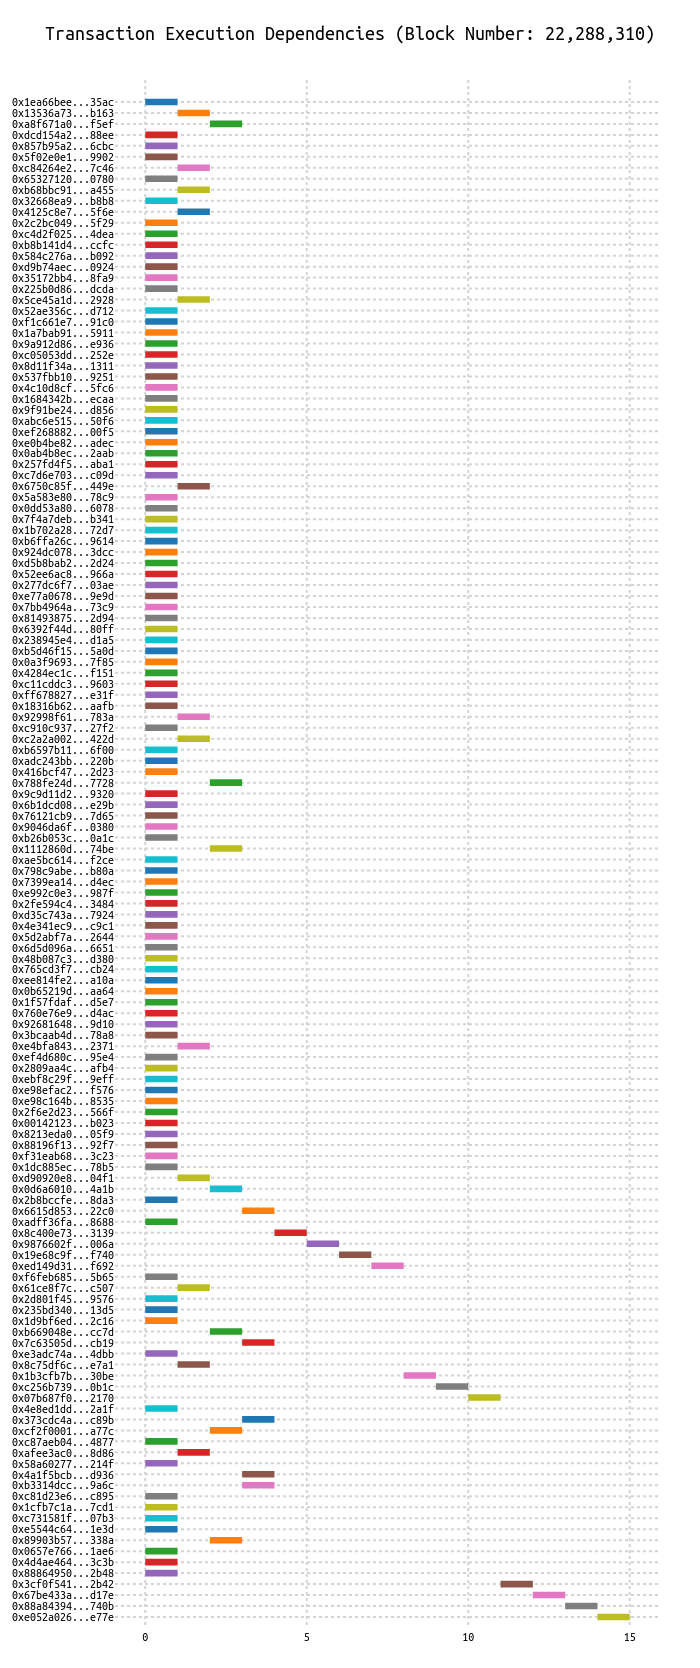 Transaction Execution Dependencies (Block Number: 22,288,310)
0x1ea66bee...35ac
0x13536a73...b163
0xa8f671a0...f5ef
0xdcd154a2...88ee
0x857b95a2...6cbc
0x5f02e0e1...9902
0xc84264e2...7c46
0x65327120...0780
0xb68bbc91...a455
0x32668ea9...b8b8
0x4125c8e7...5f6e
0x2c2bc049...5f29
0xc4d2f025...4dea
0xb8b141d4...ccfc
0x584c276a...b092
0xd9b74aec...0924
0x35172bb4...8fa9
0x225b0d86...dcda
0x5ce45a1d...2928
0x52ae356c...d712
0xf1c661e7...91c0
0x1a7bab91...5911
0x9a912d86...e936
0xc05053dd...252e
0x8d11f34a...1311
0x537fbb10...9251
0x4c10d8cf...5fc6
0x1684342b...ecaa
0x9f91be24...d856
0xabc6e515...50f6
0xef268882...00f5
0xe0b4be82...adec
0x0ab4b8ec...2aab
0x257fd4f5...aba1
0xc7d6e703...c09d
0x6750c85f...449e
0x5a583e80...78c9
0x0dd53a80...6078
0x7f4a7deb...b341
0x1b702a28...72d7
0xb6ffa26c...9614
0x924dc078...3dcc
0xd5b8bab2...2d24
0x52ee6ac8...966a
0x277dc6f7...03ae
0xe77a0678...9e9d
0x7bb4964a...73c9
0x81493875...2d94
0x6392f44d...80ff
0x238945e4...d1a5
0xb5d46f15...5a0d
0x0a3f9693...7f85
0x4284ec1c...f151
0xc11cddc3...9603
0xff678827...e31f
0x18316b62...aafb
0x92998f61...783a
0xc910c937...27f2
0xc2a2a002...422d
0xb6597b11...6f00
0xadc243bb...220b
0x416bcf47...2d23
0x788fe24d...7728
0x9c9d11d2...9320
0x6b1dcd08...e29b
0x76121cb9...7d65
0x9046da6f...0380
0xb26b053c...0a1c
0x1112860d...74be
0xae5bc614...f2ce
0x798c9abe...b80a
0x7399ea14...d4ec
0xe992c0e3...987f
0x2fe594c4...3484
0xd35c743a...7924
0x4e341ec9...c9c1
0x5d2abf7a...2644
0x6d5d096a...6651
0x48b087c3...d380
0x765cd3f7...cb24
0xee814fe2...a10a
0x0b65219d...aa64
0x1f57fdaf...d5e7
0x760e76e9...d4ac
0x92681648...9d10
0x3bcaab4d...78a8
0xe4bfa843...2371
0xef4d680c...95e4
0x2809aa4c...afb4
0xebf8c29f...9eff
0xe98efac2...f576
0xe98c164b...8535
0x2f6e2d23...566f
0x00142123...b023
0x8213eda0...05f9
0x88196f13...92f7
0xf31eab68...3c23
0x1dc885ec...78b5
0xd90920e8...04f1
0x0d6a6010...4a1b
0x2b8bccfe...8da3
0x6615d853...22c0
0xadff36fa...8688
0x8c400e73...3139
0x9876602f...006a
0x19e68c9f...f740
0xed149d31...f692
0xf6feb685...5b65
0x61ce8f7c...c507
0x2d801f45...9576
0x235bd340...13d5
0x1d9bf6ed...2c16
0xb669048e...cc7d
0x7c63505d...cb19
0xe3adc74a...4dbb
0x8c75df6c...e7a1
0x1b3cfb7b...30be
0xc256b739...0b1c
0x07b687f0...2170
0x4e8ed1dd...2a1f
0x373cdc4a...c89b
0xcf2f0001...a77c
0xc87aeb04...4877
0xafee3ac0...8d86
0x58a60277...214f
0x4a1f5bcb...d936
0xb3314dcc...9a6c
0xc81d23e6...c895
0x1cfb7c1a...7cd1
0xc731581f...07b3
0xe5544c64...1e3d
0x89903b57...338a
0x0657e766...1ae6
0x4d4ae464...3c3b
0x88864950...2b48
0x3cf0f541...2b42
0x67be433a...d17e
0x88a84394...740b
0xe052a026...e77e
0 5 10 15